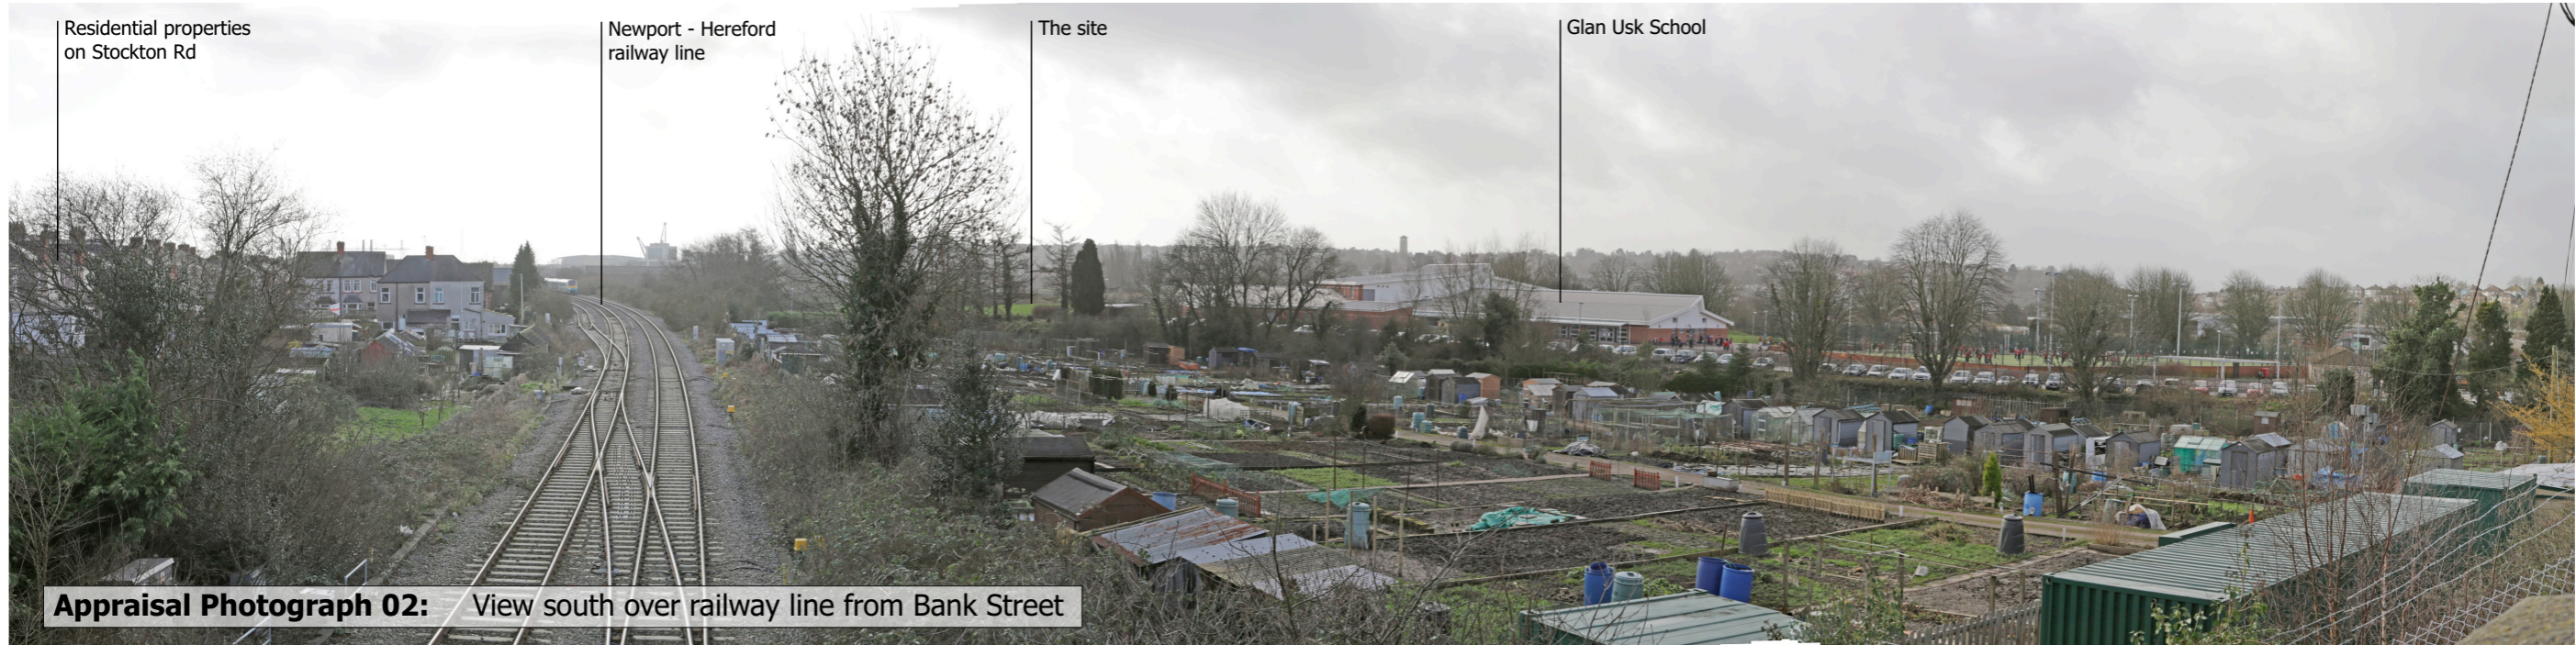 Residential properties
on Stockton Rd
Newport - Hereford
railway line
The site
Glan Usk School
Appraisal Photograph 02: View south over railway line from Bank Street